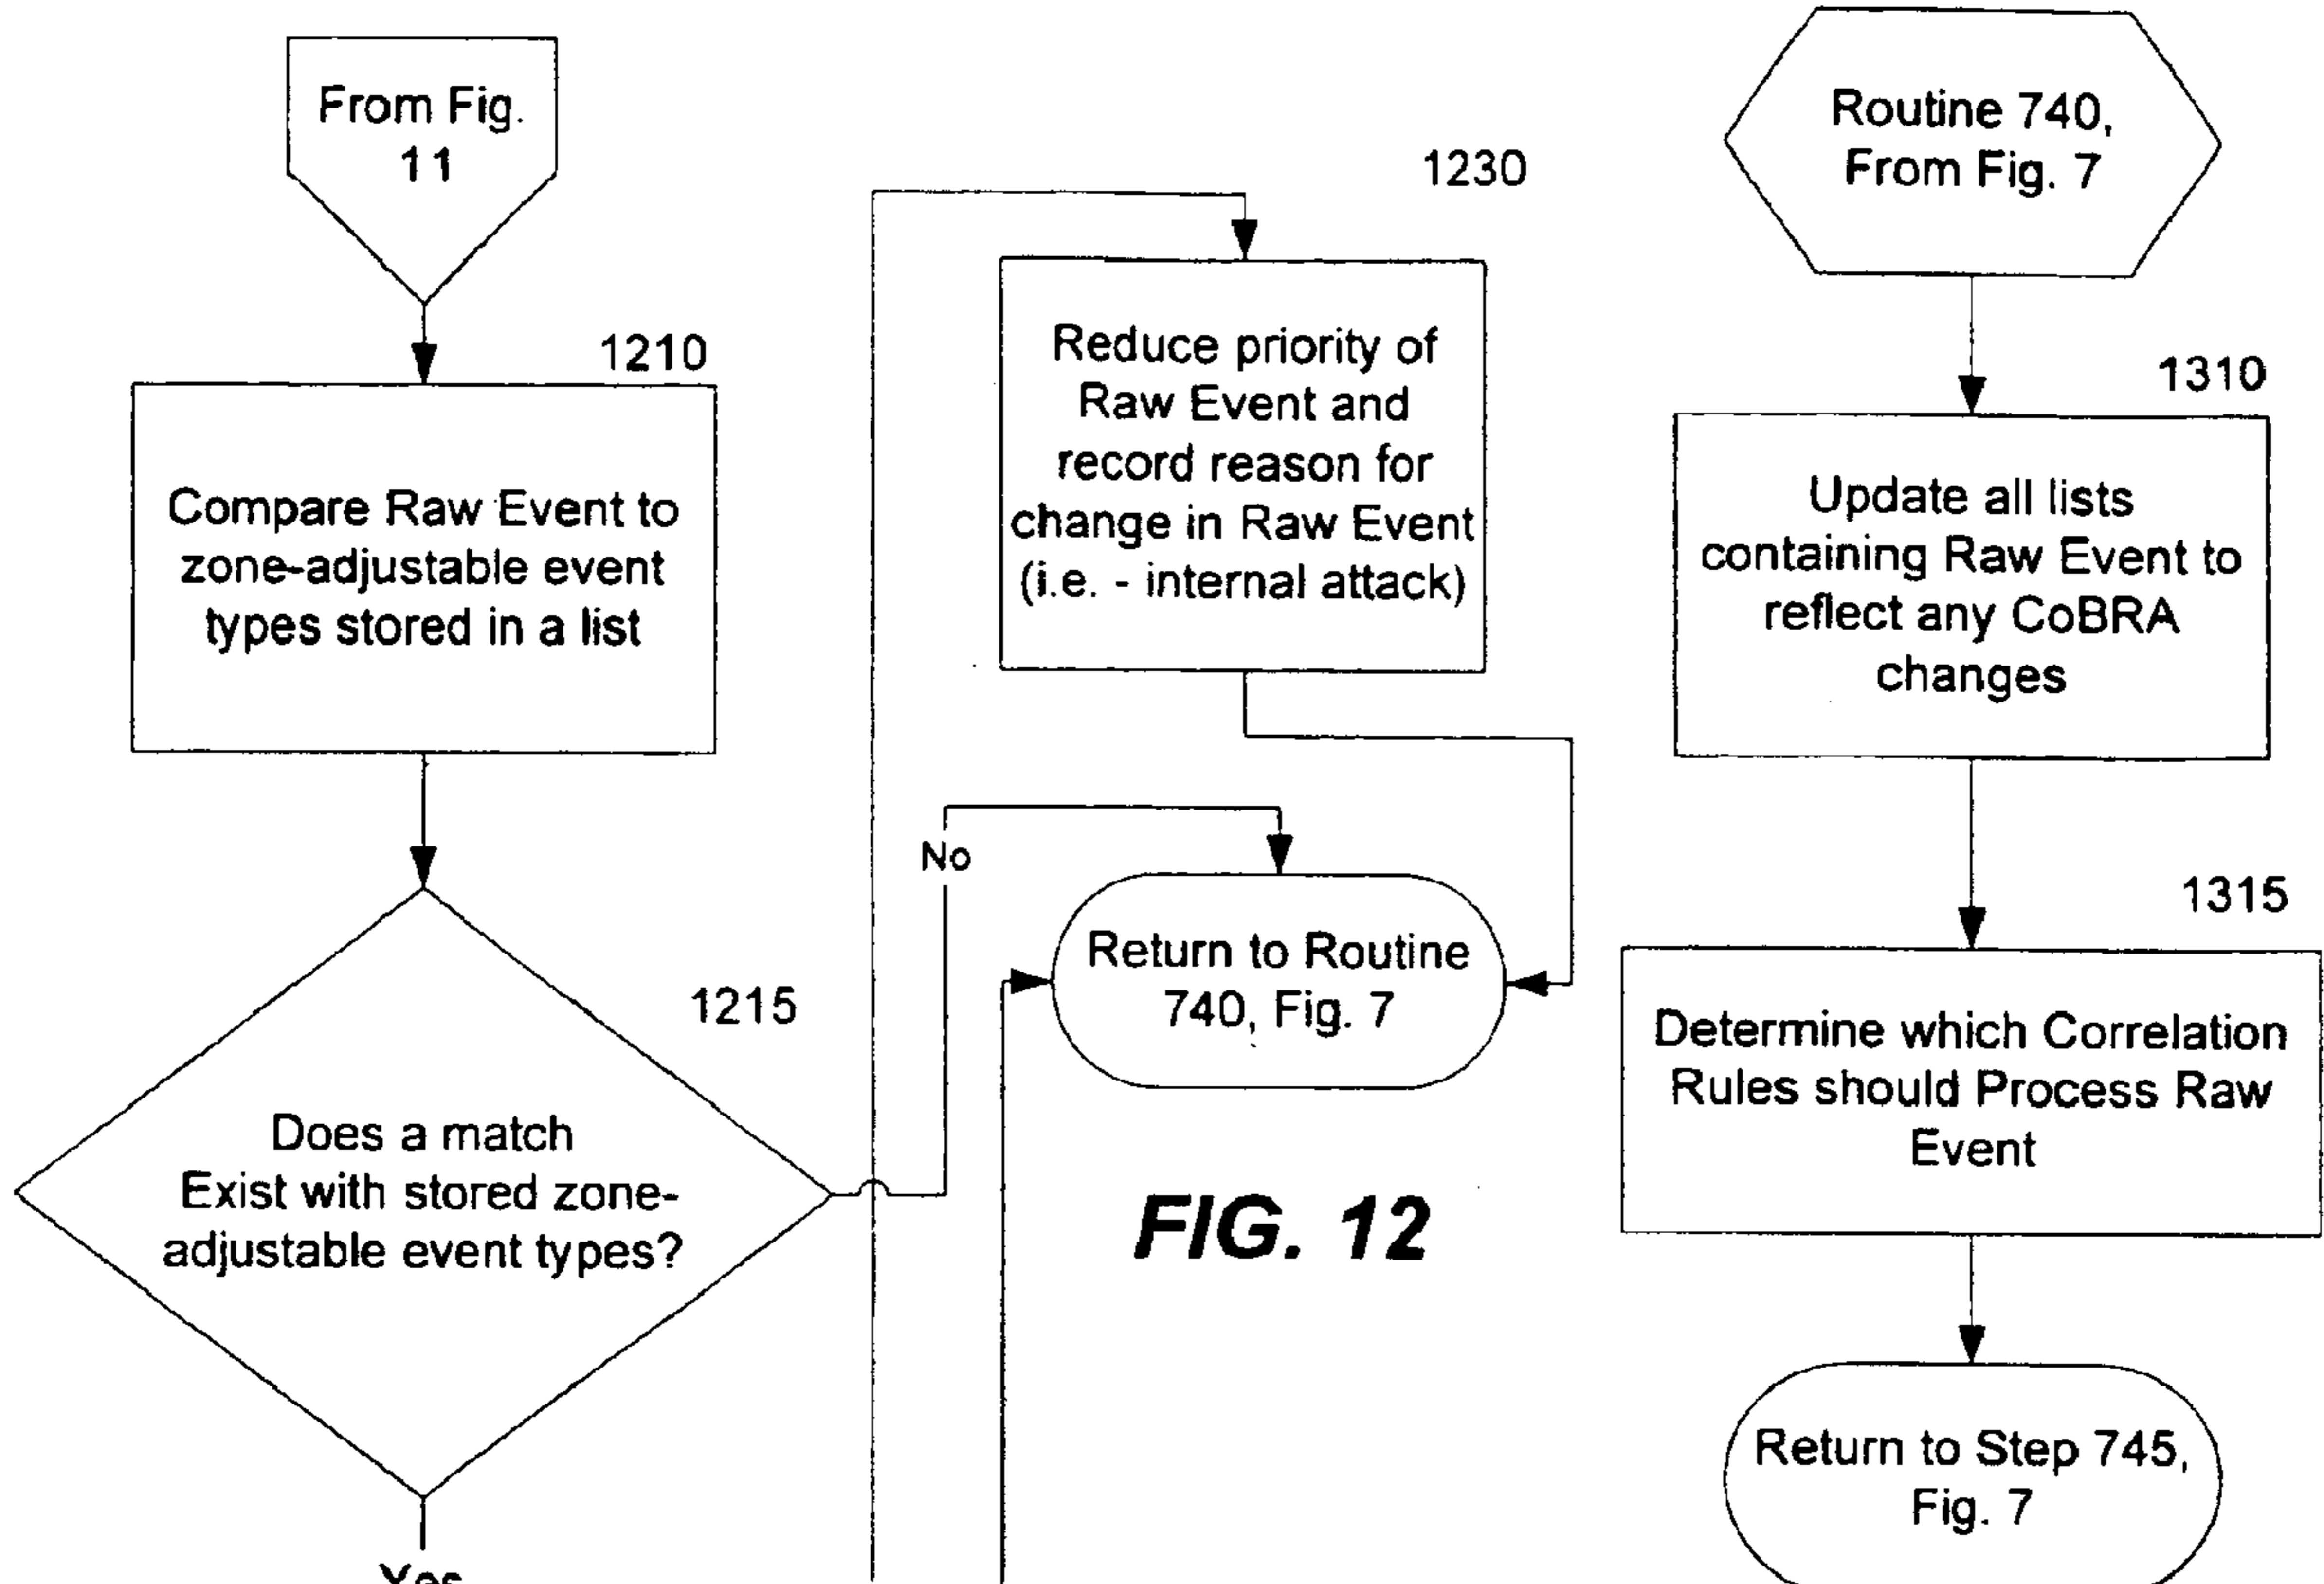 From Fig.
11
1210
Compare Raw Event to
zone-adjustable event
types stored in a list
1215
Does a match
Exist with stored zone-
adjustable event types?
Yes
No
1230
Reduce priority of
Raw Event and
record reason for
change in Raw Event
(i.e. - internal attack)
Return to Routine
740, Fig. 7
FIG. 12
Routine 740,
From Fig. 7
1310
Update all lists
containing Raw Event to
reflect any CoBRA
changes
1315
Determine which Correlation
Rules should Process Raw
Event
Return to Step 745,
Fig. 7